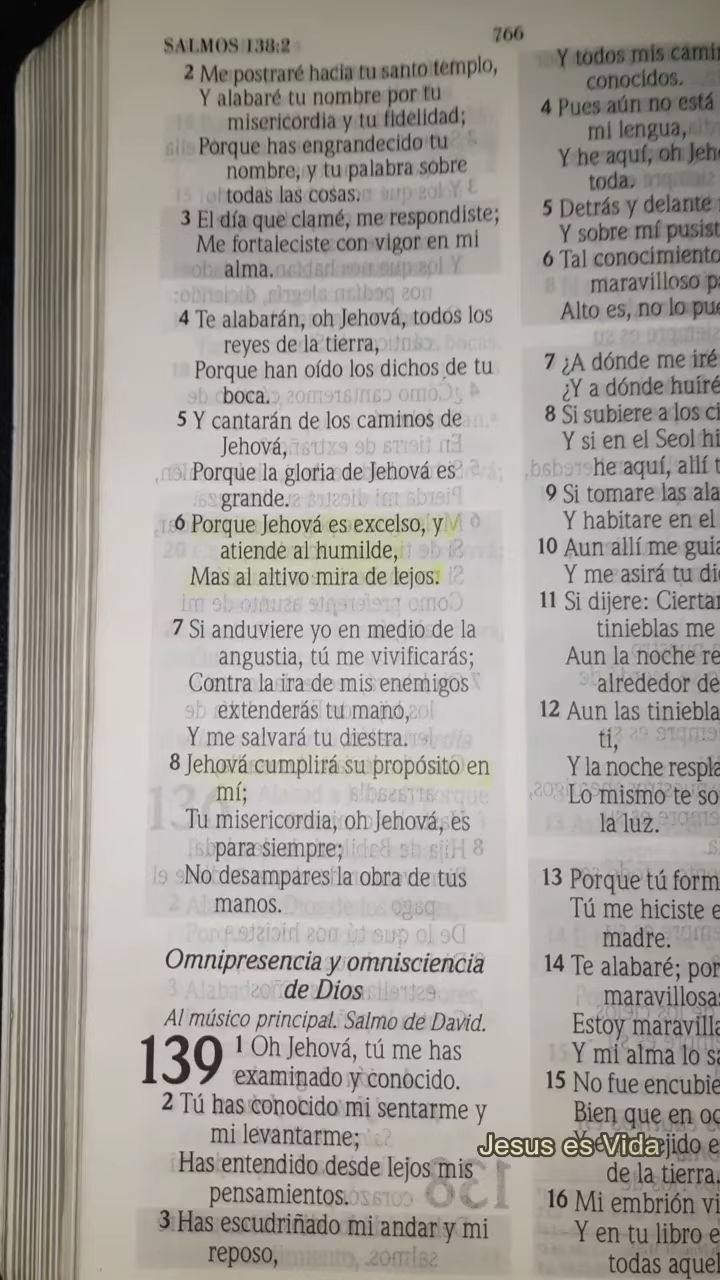 SALMOS 138:2
766
2 Me postraré hacia tu santo templo,
Y alabaré tu nombre por tu
misericordia y tu fidelidad;
Porque has engrandecido tu
nombre, y tu palabra sobre
todas las cosas.
3 El día que clamé, me respondiste;
Me fortaleciste con vigor en mi
alma.
4 Te alabarán, oh Jehová, todos los
reyes de la tierra,
Porque han oído los dichos de tu
boca.
5 Y cantarán de los caminos de
Jehová,
Porque la gloria de Jehová es
grande.
6 Porque Jehová es excelso, y
atiende al humilde,
Mas al altivo mira de lejos.
7 Si anduviere yo en medio de la
angustia, tú me vivificarás;
Contra la ira de mis enemigos
extenderás tu mano,
Y me salvará tu diestra.
8 Jehová cumplirá su propósito en
mí;
Tu misericordia, oh Jehová, es
para siempre;
No desampares la obra de tus
manos.
Omnipresencia y omnisciencia
de Dios
Al músico principal. Salmo de David.
139 1 Oh Jehová, tú me has
examinado y conocido.
2 Tú has conocido mi sentarme y
mi levantarme;
Has entendido desde lejos mis
pensamientos.
3 Has escudriñado mi andar y mi
reposo,
Y todos mis
conocidos.
4 Pues aún no está
mi lengua,
Y he aquí, oh
toda.
5 Detrás y delante
Y sobre mí
6 Tal conocimiento
maravilloso
Alto es, no lo
7 ¿A dónde me iré
¿Y a dónde huiré
8 Si subiere a los
Y si en el Seol
he aquí, allí
9 Si tomare las
Y habitare en el
10 Aun allí me
Y me asirá tu
11 Si dijere:
tinieblas me
Aun la noche
alrededor de
12 Aun las
ti,
Y la noche
Lo mismo te
la luz.
13 Porque tú
Tú me hiciste
madre.
14 Te alabaré;
Estoy
Y mi alma lo
15 No fue
Bien que en
Jesus es Vida
de la tierra.
16 Mi embrión
Y en tu libro
todas